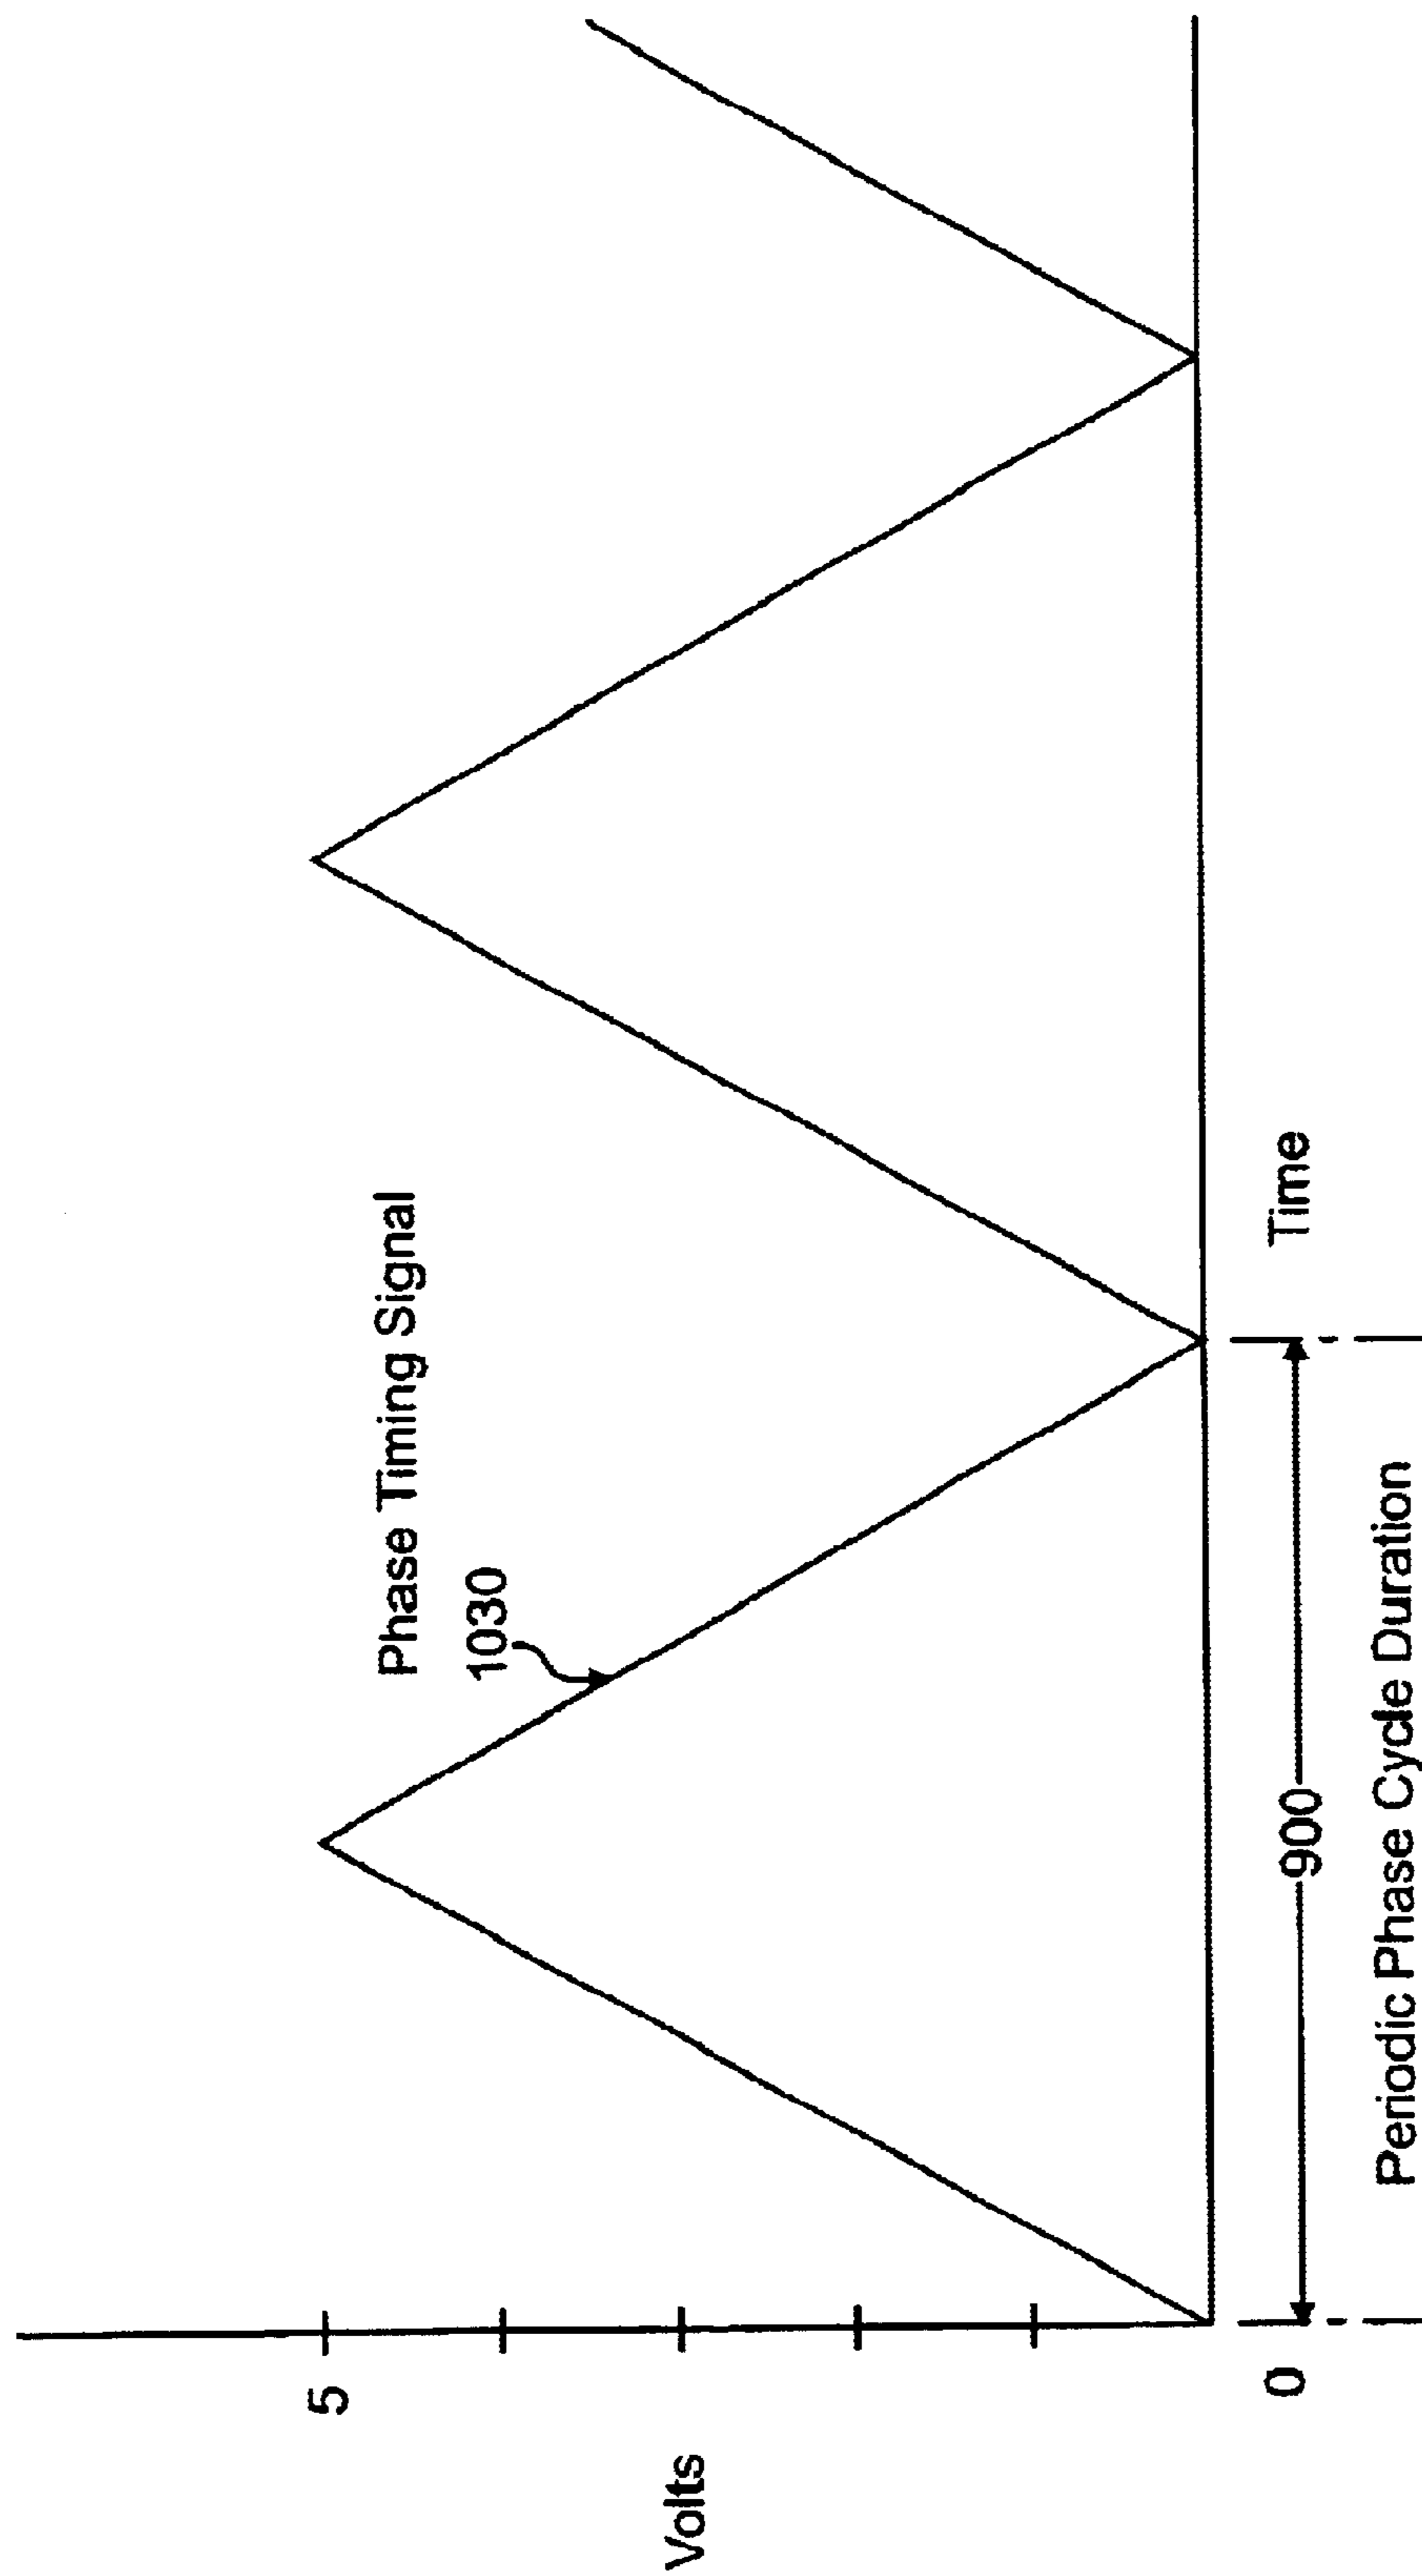 Phase Timing Signal
1030
5
Volts
0
Time
900
Periodic Phase Cycle Duration